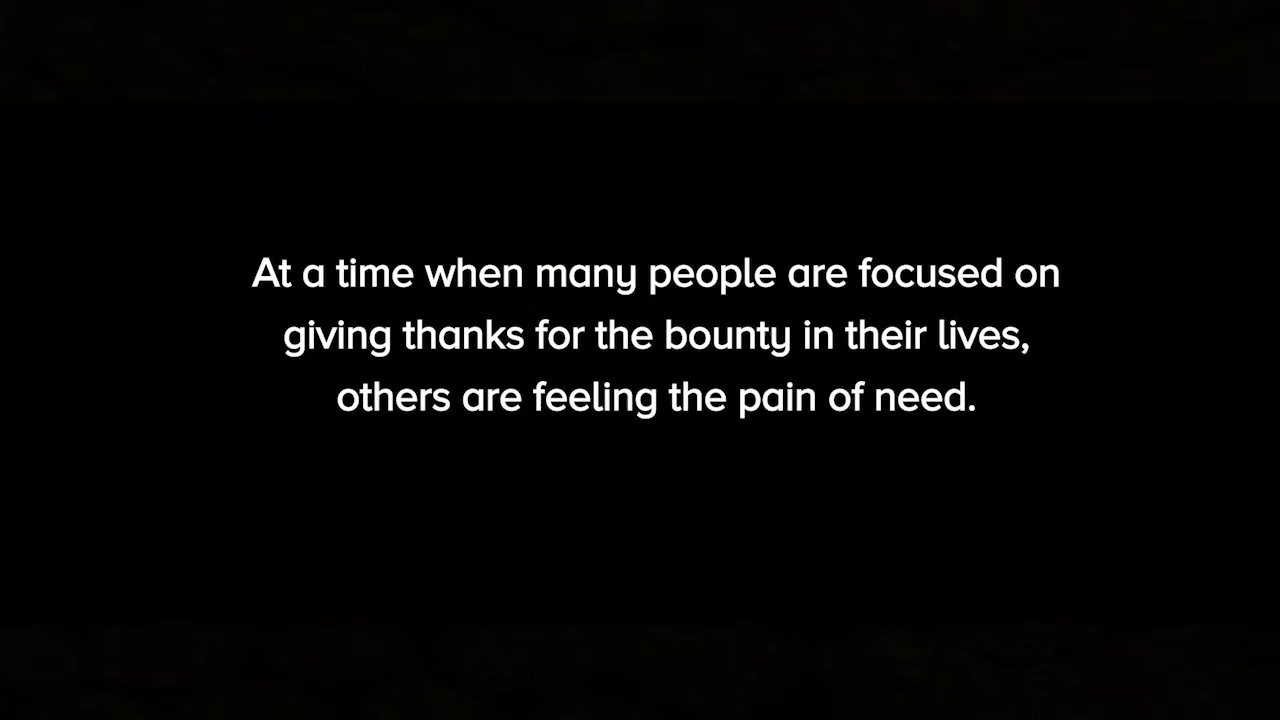 At a time when many people are focused on
giving thanks for the bounty in their lives,
others are feeling the pain of need.